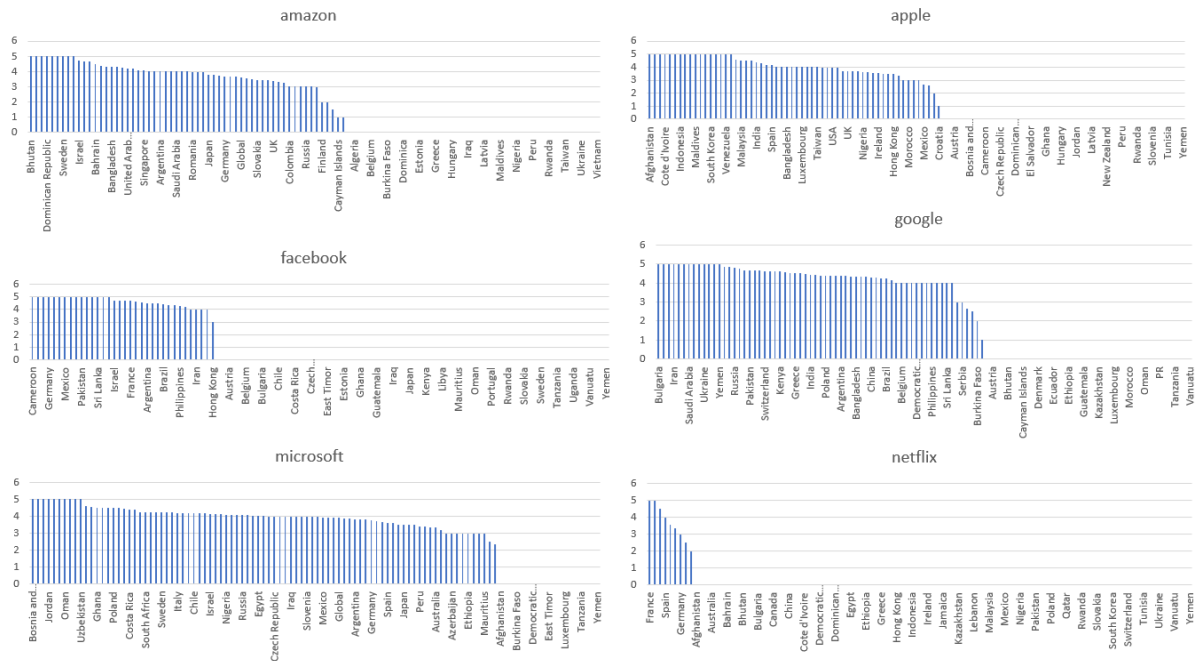 amazon
6
5
4
3
2
1
0
Bhutan
Dominican Republic
Sweden
Israel
Bahrain
Bangladesh
United Arab...
Singapore
Argentina
Saudi Arabia
Romania
Japan
Germany
Global
Slovakia
UK
Colombia
Russia
Finland
Cayman Islands
Algeria
Belgium
Burkina Faso
Dominica
Estonia
Greece
Hungary
Iraq
Latvia
Maldives
Nigeria
Peru
Rwanda
Taiwan
Ukraine
Vietnam
apple
6
5
4
3
2
1
0
Afghanistan
Cote d'Ivoire
Indonesia
Maldives
South Korea
Venezuela
Malaysia
India
Spain
Bangladesh
Luxembourg
Taiwan
USA
UK
Nigeria
Ireland
Hong Kong
Morocco
Mexico
Croatia
Austria
Bosnia and...
Cameroon
Czech Republic
Dominican...
El Salvador
Ghana
Hungary
Jordan
Latvia
New Zealand
Peru
Rwanda
Slovenia
Tunisia
Yemen
facebook
6
5
4
3
2
1
0
Cameroon
Germany
Mexico
Pakistan
Sri Lanka
Israel
France
Argentina
Brazil
Philippines
Iran
Hong Kong
Austria
Belgium
Bulgaria
Chile
Costa Rica
Czech...
East Timor
Estonia
Ghana
Guatemala
Iraq
Japan
Kenya
Libya
Mauritius
Oman
Portugal
Rwanda
Slovakia
Sweden
Tanzania
Uganda
Vanuatu
Yemen
google
6
5
4
3
2
1
0
Bulgaria
Iran
Saudi Arabia
Ukraine
Yemen
Russia
Pakistan
Switzerland
Kenya
Greece
India
Poland
Argentina
Bangladesh
China
Brazil
Belgium
Democratic...
Philippines
Sri Lanka
Serbia
Burkina Faso
Austria
Bhutan
Cayman Islands
Denmark
Ecuador
Ethiopia
Guatemala
Kazakhstan
Luxembourg
Morocco
Oman
PR
Tanzania
Vanuatu
microsoft
6
5
4
3
2
1
0
Bosnia and...
Jordan
Oman
Uzbekistan
Ghana
Poland
Costa Rica
South Africa
Sweden
Italy
Chile
Israel
Nigeria
Russia
Egypt
Czech Republic
Iraq
Slovenia
Mexico
Global
Argentina
Germany
Spain
Japan
Peru
Australia
Azerbaijan
Ethiopia
Mauritius
Afghanistan
Burkina Faso
Democratic...
East Timor
Luxembourg
Tanzania
Yemen
netflix
6
5
4
3
2
1
0
France
Spain
Germany
Afghanistan
Australia
Bahrain
Bhutan
Bulgaria
China
Cote d'Ivoire
Democratic...
Dominican...
Egypt
Ethiopia
Greece
Hong Kong
Indonesia
Ireland
Jamaica
Kazakhstan
Lebanon
Malaysia
Mexico
Nigeria
Pakistan
Poland
Qatar
Rwanda
Slovakia
South Korea
Switzerland
Tunisia
Ukraine
Vanuatu
Yemen